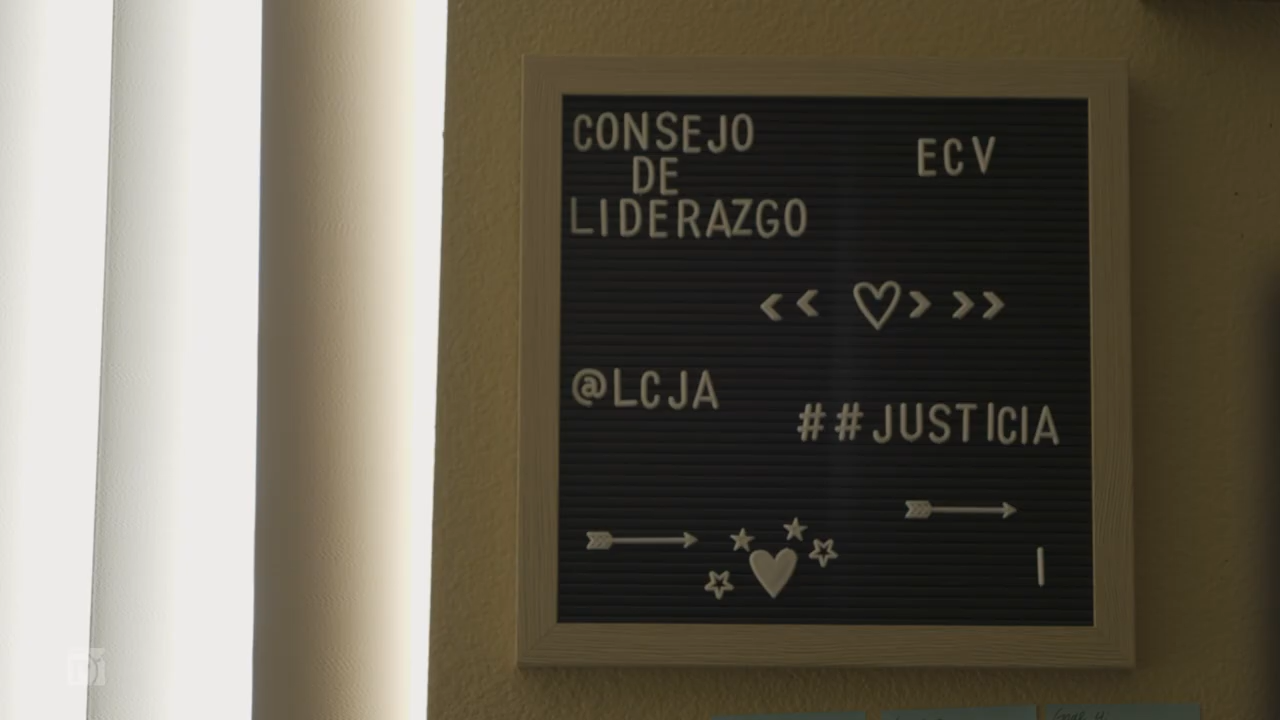 CONSEJO
DE
LIDERAZGO
ECV
@LCJA
##JUSTICIA